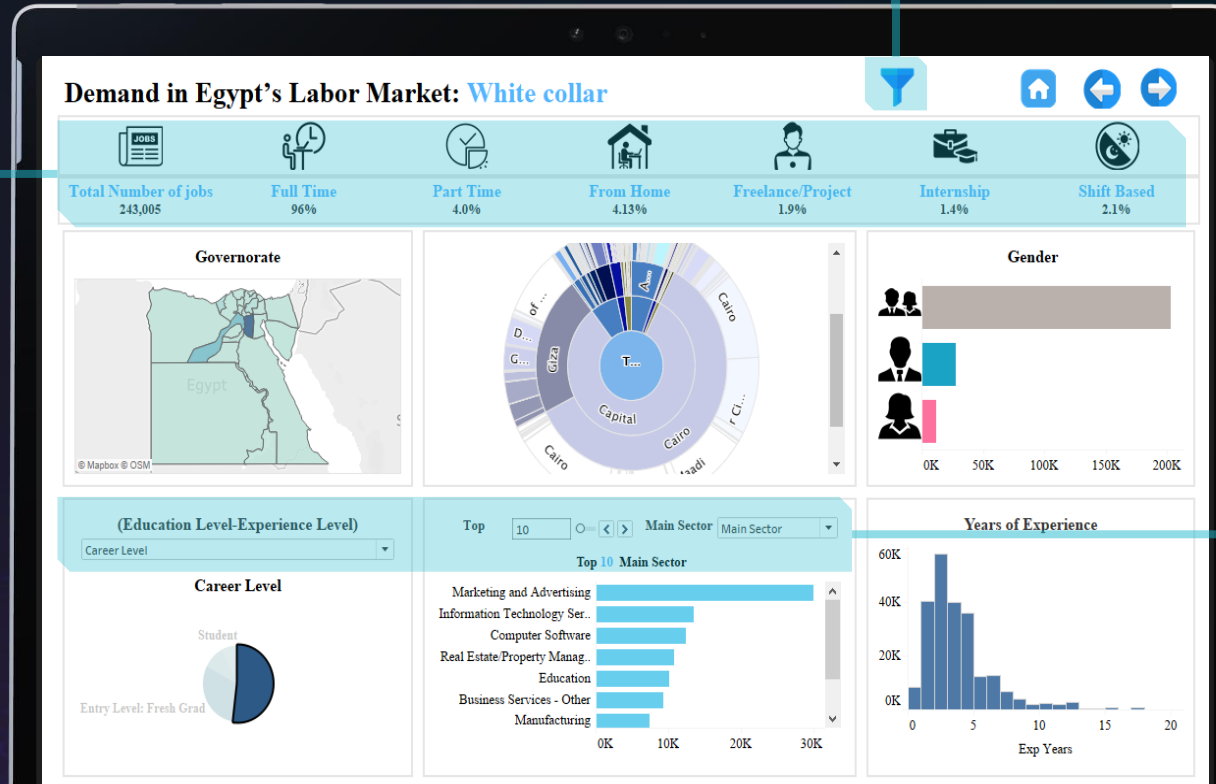 Demand in Egypt's Labor Market: White collar
JOBS
Total Number of jobs
243,005
Full Time
96%
Part Time
4.0%
From Home
4.13%
Freelance/Project
1.9%
Internship
1.4%
Shift Based
2.1%
Governorate
Egypt
© Mapbox © OSM
A...
Cairo
of ...
D...
G...
Giza
T...
Capital
Cairo
r Ci...
Cairo
aadi
Gender
0K 50K 100K 150K 200K
(Education Level-Experience Level)
Career Level
Career Level
Student
Entry Level: Fresh Grad
Top 10 Main Sector Main Sector
Top 10 Main Sector
Marketing and Advertising
Information Technology Ser..
Computer Software
Real Estate/Property Manag..
Education
Business Services - Other
Manufacturing
0K 10K 20K 30K
Years of Experience
60K
40K
20K
0K
0 5 10 15 20
Exp Years